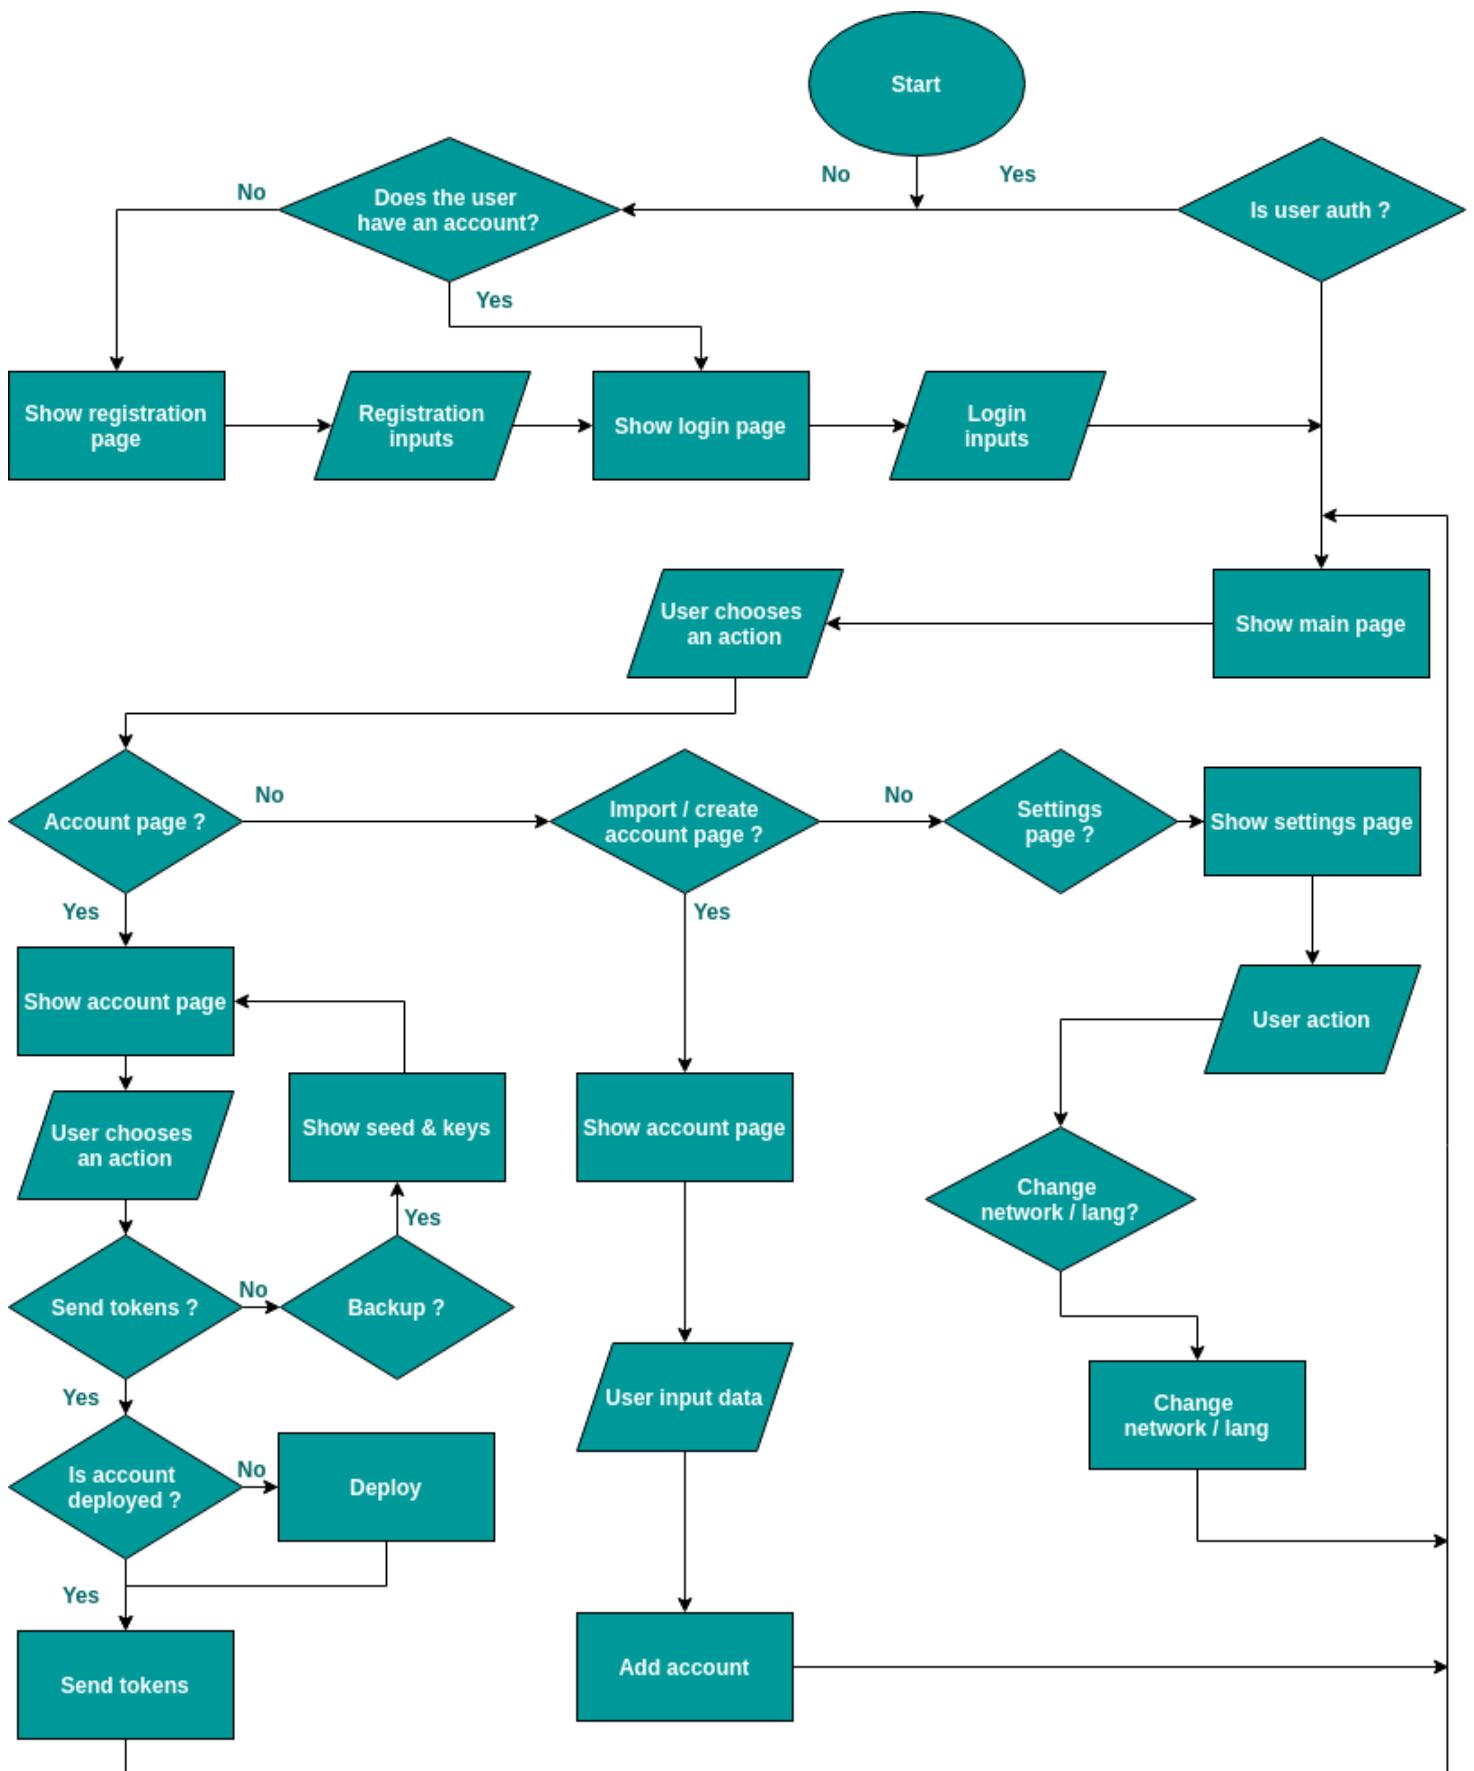 Start
No
Yes
Does the user
have an account?
Is user auth ?
No
Yes
Show registration
page
Registration
inputs
Show login page
Login
inputs
User chooses
an action
Show main page
Account page ?
No
Import / create
account page ?
No
Settings
page ?
Show settings page
Yes
Yes
Show account page
User action
User chooses
an action
Show seed & keys
Show account page
Change
network / lang?
Yes
Send tokens ?
No
Backup ?
Yes
User input data
Change
network / lang
Is account
deployed ?
No
Deploy
Yes
Send tokens
Add account